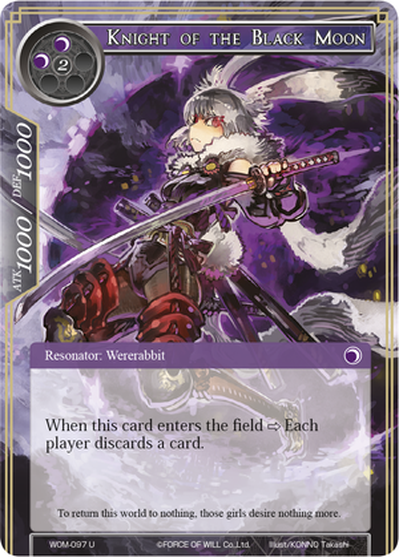 KNIGHT OF THE BLACK MOON
2
ATK 1000 DEF 1000
Resonator: Wererabbit
When this card enters the field ⇨ Each
player discards a card.
To return this world to nothing, those girls desire nothing more.
WOM-097 U ©FORCE OF WILL Co.,Ltd. Illust/KONNO Takashi